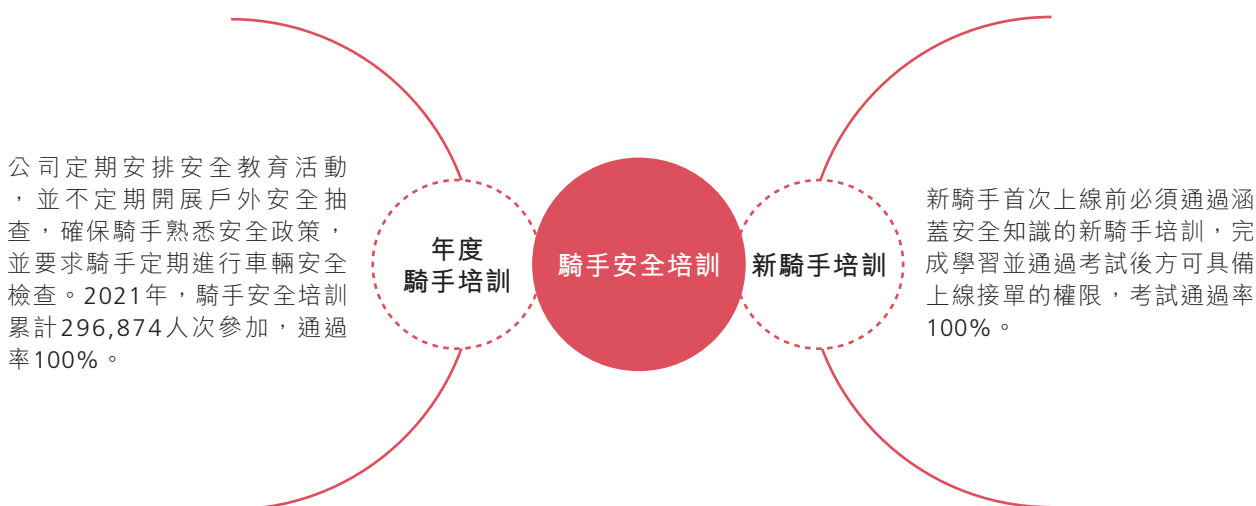 公司定期安排安全教育活動
，並不定期開展戶外安全抽
查，確保騎手熟悉安全政策，
並要求騎手定期進行車輛安全
檢查。2021年，騎手安全培訓
累計296,874人次參加，通過
率100%。
年度
騎手培訓
騎手安全培訓
新騎手培訓
新騎手首次上線前必須通過涵
蓋安全知識的新騎手培訓，完
成學習並通過考試後方可具備
上線接單的權限，考試通過率
100%。